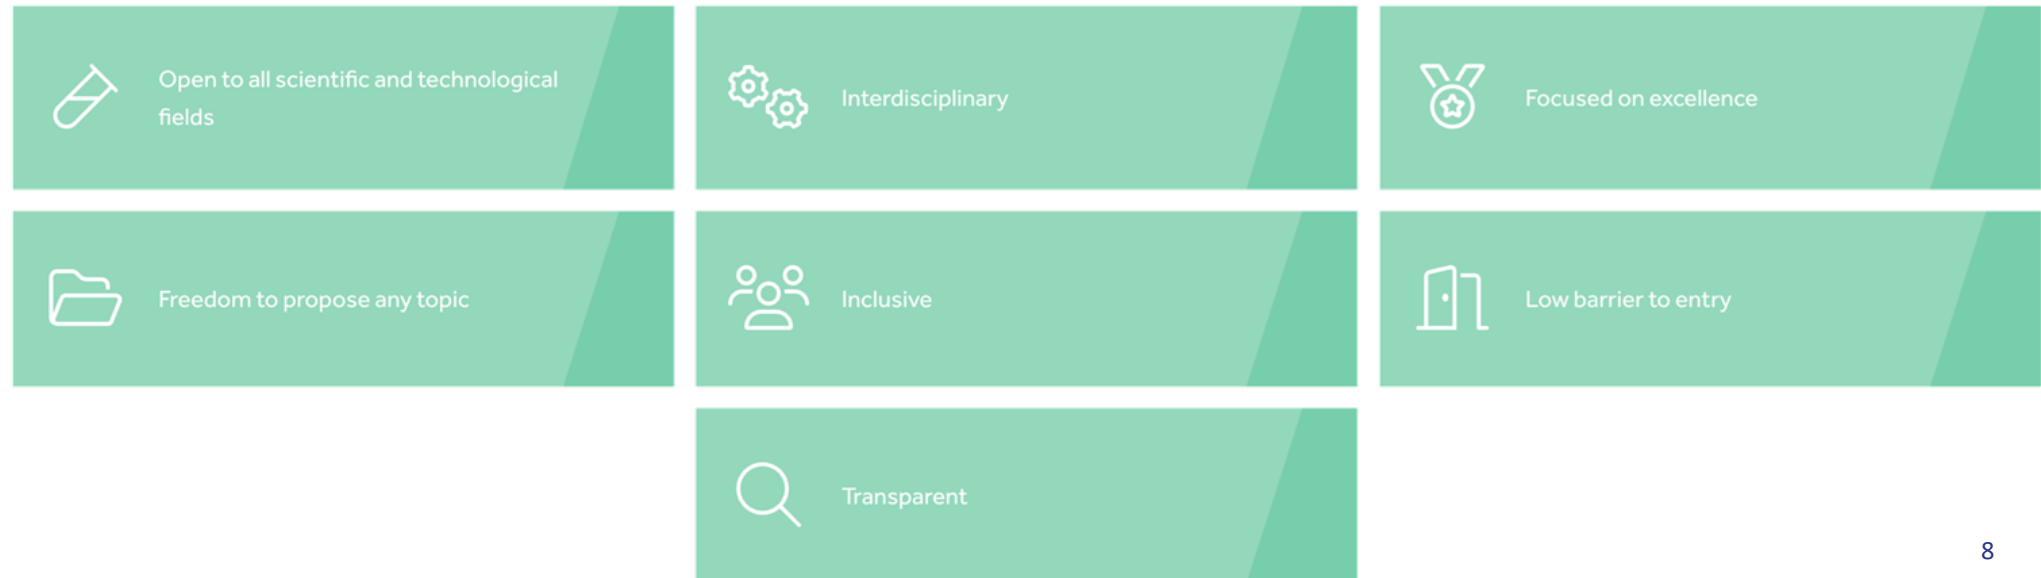 Open to all scientific and technological
fields
Interdisciplinary
Focused on excellence
Freedom to propose any topic
Inclusive
Low barrier to entry
Transparent
8